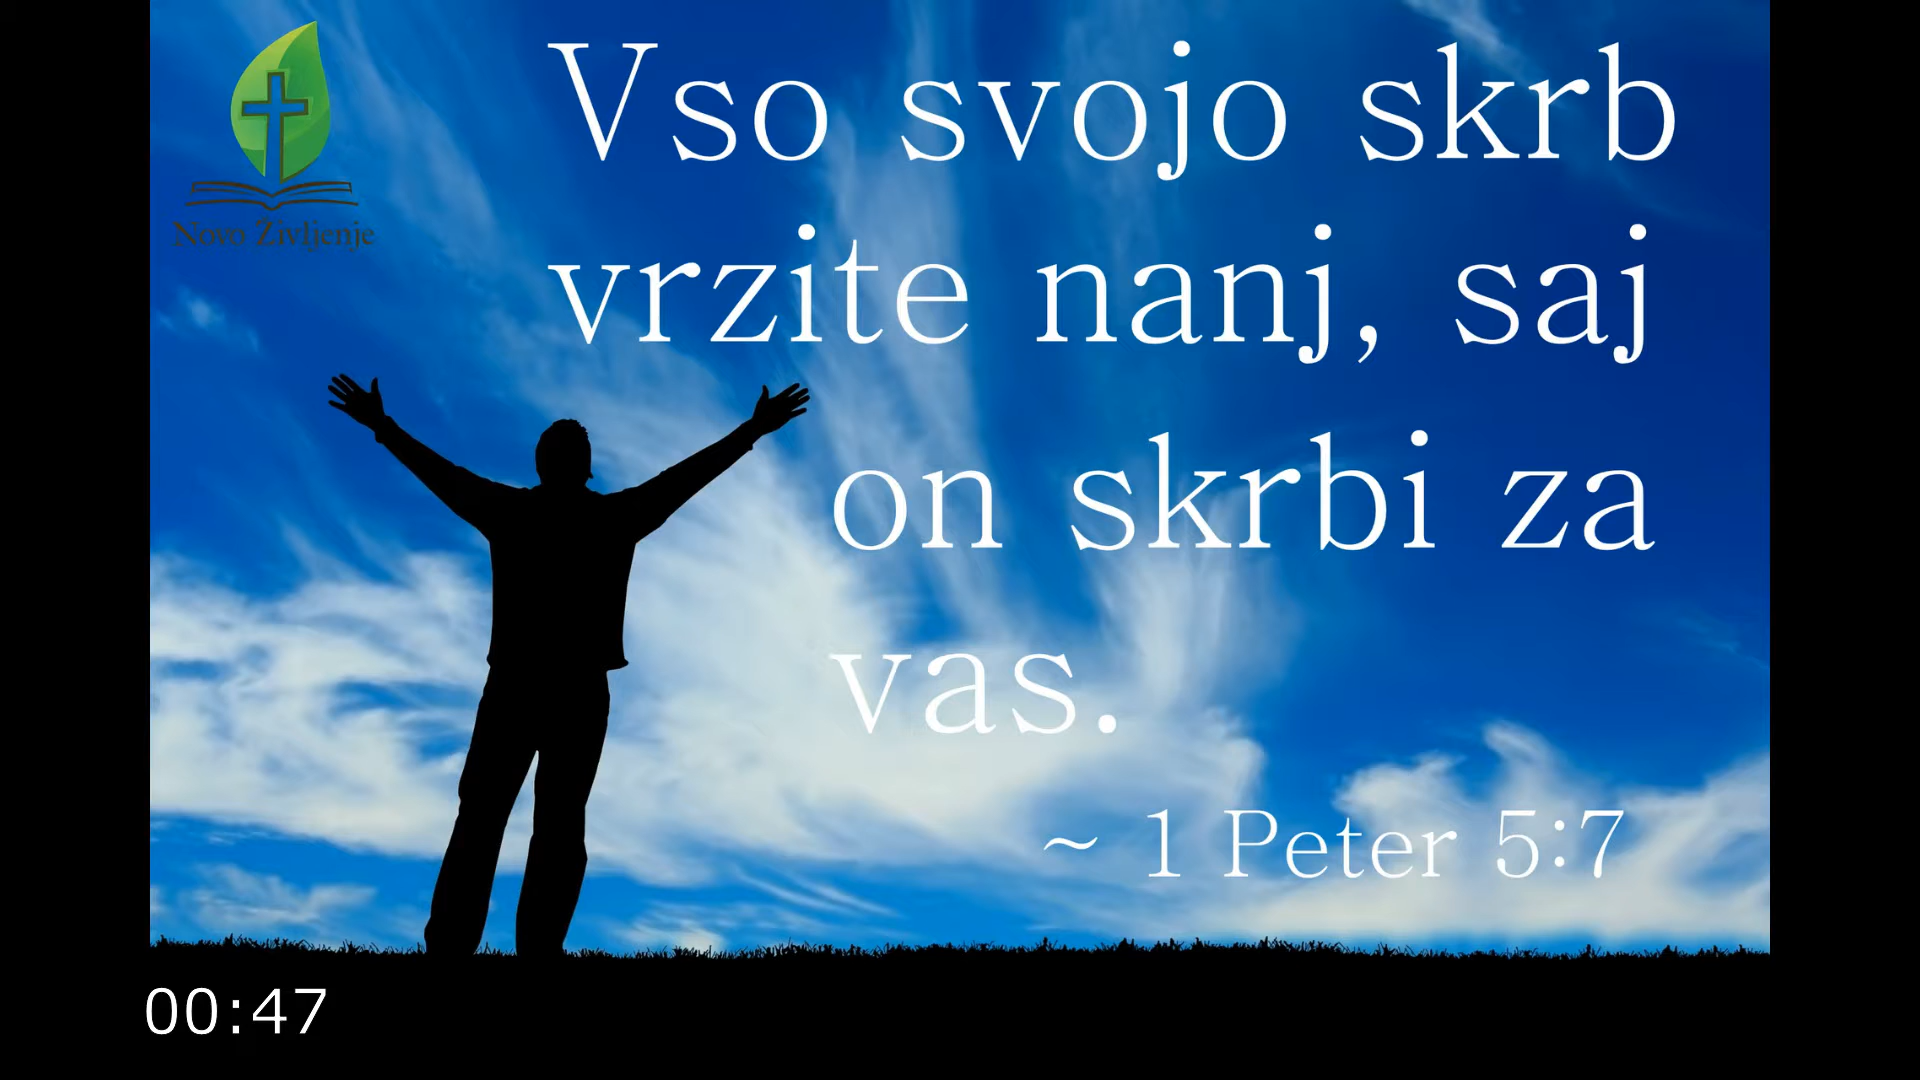 Novo Življenje
Vso svojo skrb
vrzite nanj, saj
on skrbi za
vas.
~ 1 Peter 5:7
00:47